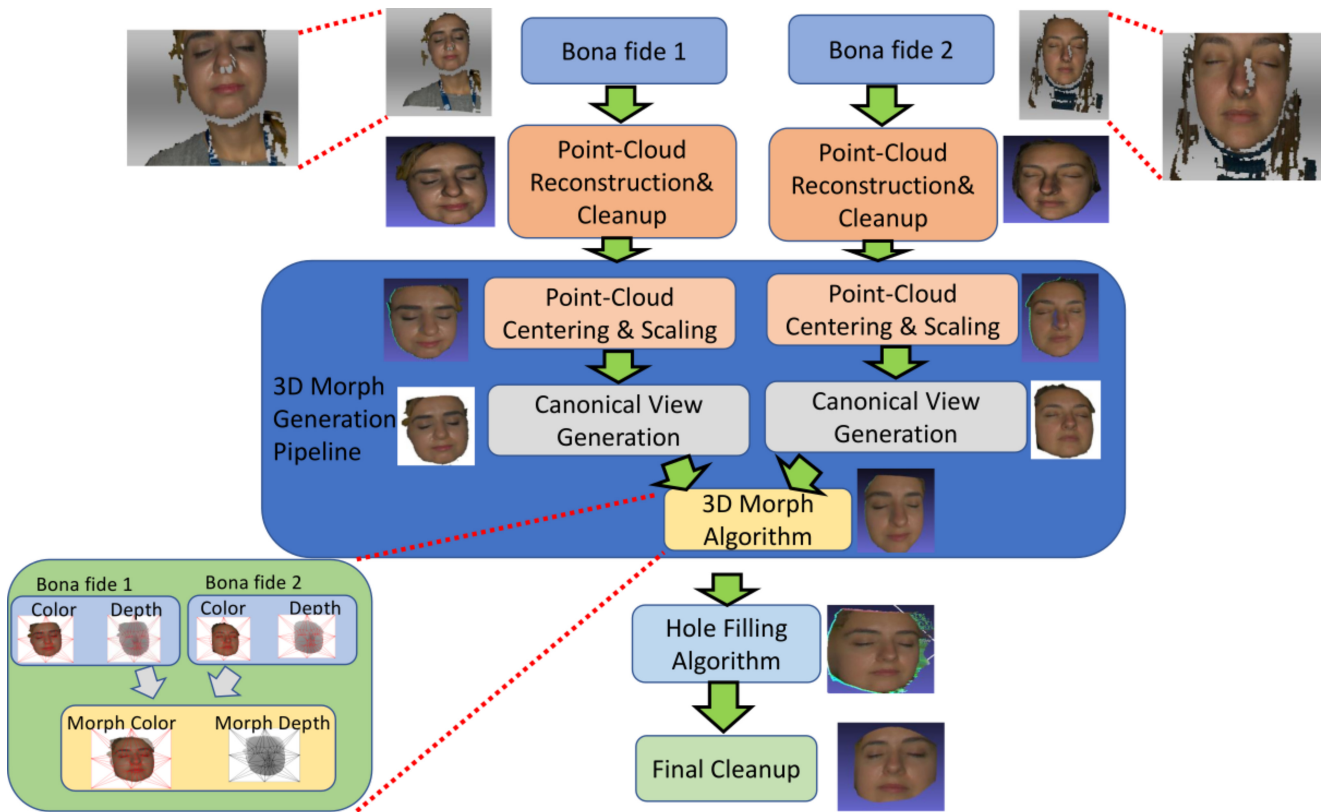 Bona fide 1
Bona fide 2
Point-Cloud
Reconstruction&
Cleanup
Point-Cloud
Reconstruction&
Cleanup
3D Morph
Generation
Pipeline
Point-Cloud
Centering & Scaling
Point-Cloud
Centering & Scaling
Canonical View
Generation
Canonical View
Generation
3D Morph
Algorithm
Bona fide 1
Bona fide 2
Color
Depth
Color
Depth
Morph Color
Morph Depth
Hole Filling
Algorithm
Final Cleanup